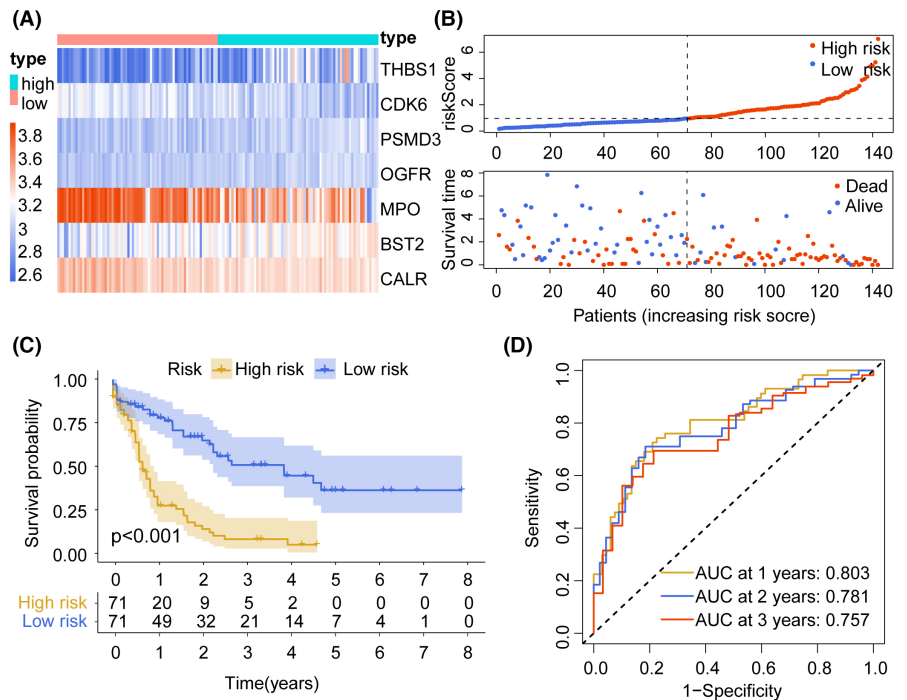 (A)
type
type
high
low
3.8
3.6
3.4
3.2
3
2.8
2.6
THBS1
CDK6
PSMD3
OGFR
MPO
BST2
CALR
(B)
riskScore
6
4
2
0
High risk
Low risk
0 20 40 60 80 100 120 140
Survival time
8
6
4
2
0
Dead
Alive
0 20 40 60 80 100 120 140
Patients (increasing risk socre)
(C)
Risk High risk Low risk
Survival probability
1.00
0.75
0.50
0.25
0.00
p<0.001
0 1 2 3 4 5 6 7 8
High risk 71 20 9 5 2 0 0 0 0
Low risk 71 49 32 21 14 7 4 1 0
0 1 2 3 4 5 6 7 8
Time(years)
(D)
Sensitivity
1.0
0.8
0.6
0.4
0.2
0.0
AUC at 1 years: 0.803
AUC at 2 years: 0.781
AUC at 3 years: 0.757
0.0 0.2 0.4 0.6 0.8 1.0
1−Specificity